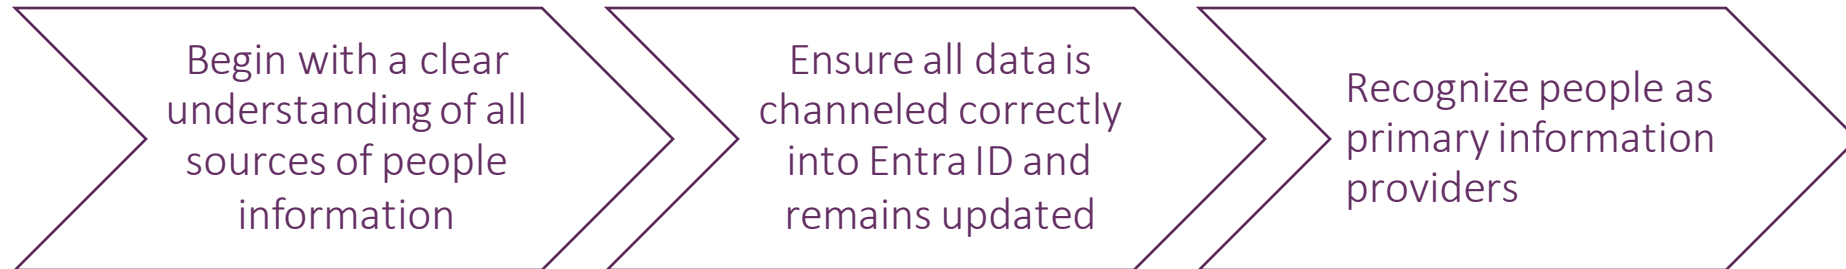 Begin with a clear
understanding of all
sources of people
information
Ensure all data is
channeled correctly
into Entra ID and
remains updated
Recognize people as
primary information
providers